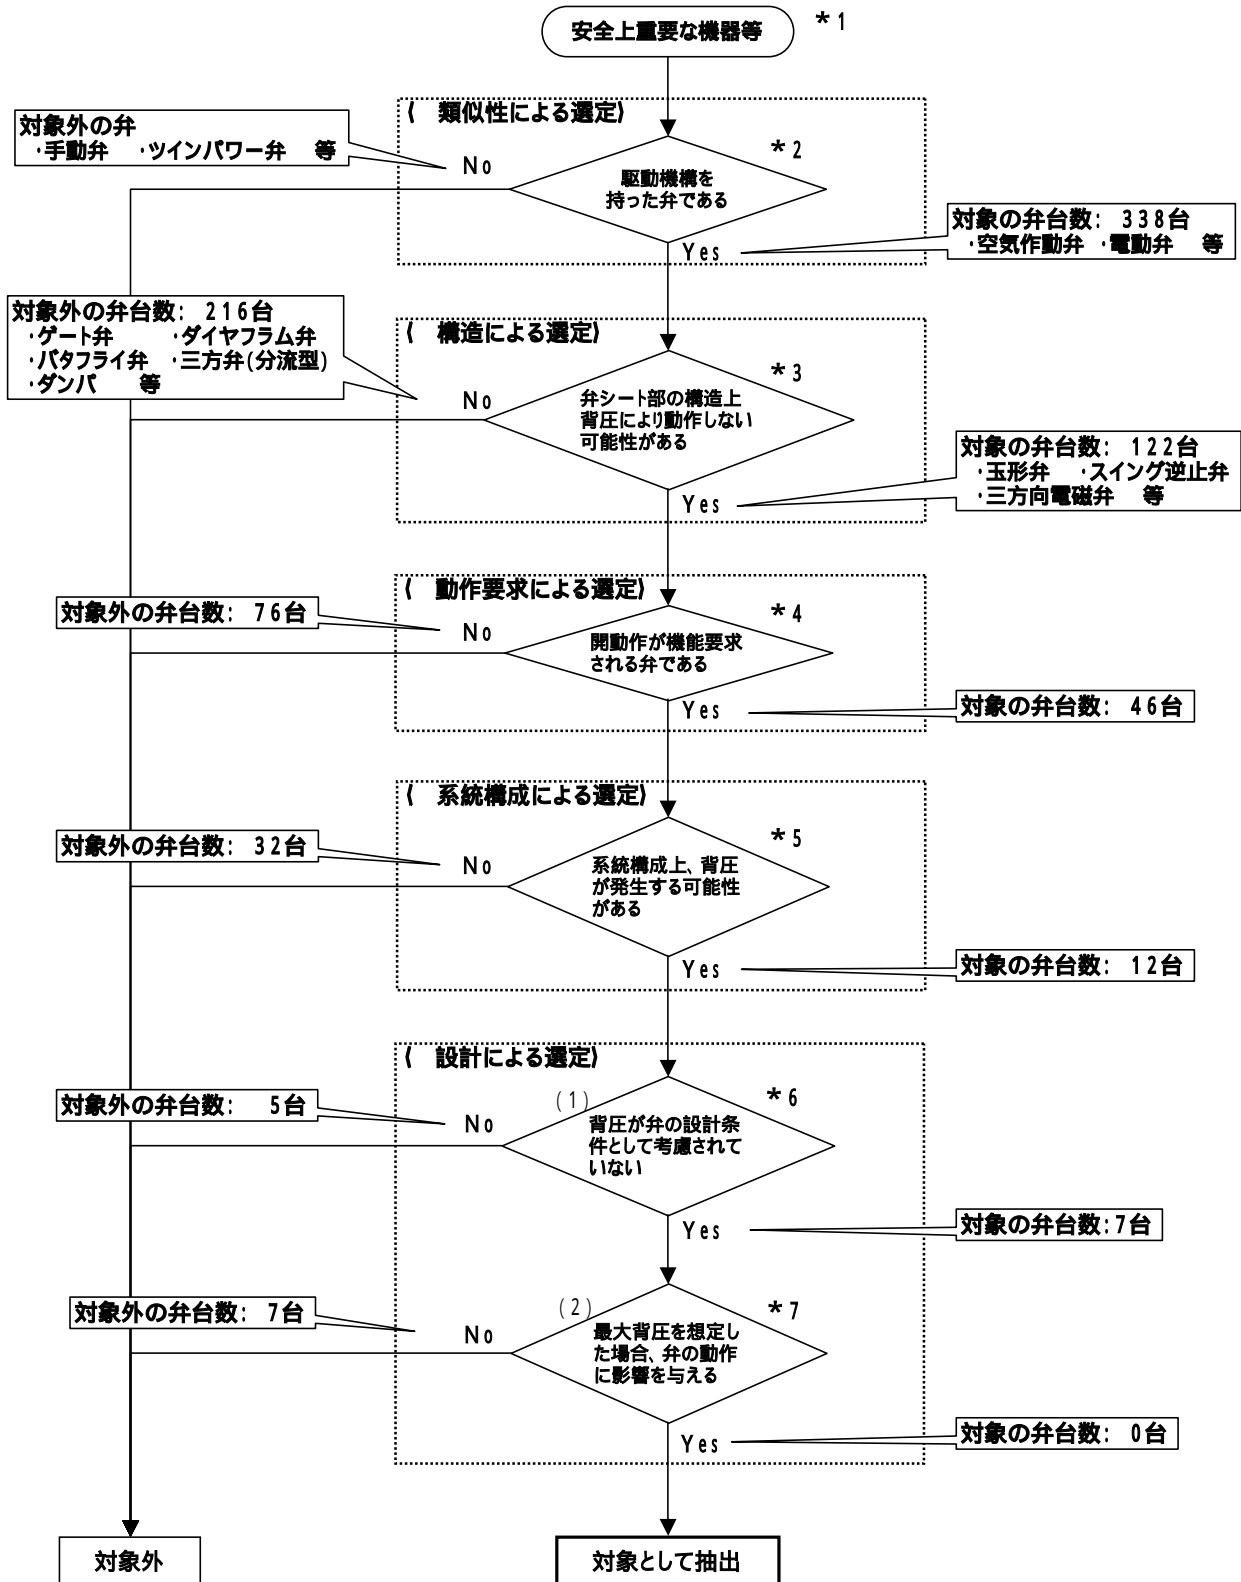 安全上重要な機器等
*1
( 類似性による選定)
対象外の弁
・手動弁 ・ツインパワー弁 等
No
*2
駆動機構を
持った弁である
Yes
対象の弁台数: 338台
・空気作動弁 ・電動弁 等
対象外の弁台数: 216台
・ゲート弁 ・ダイヤフラム弁
・バタフライ弁 ・三方弁(分流型)
・ダンパ 等
( 構造による選定)
No
*3
弁シート部の構造上
背圧により動作しない
可能性がある
Yes
対象の弁台数: 122台
・玉形弁 ・スイング逆止弁
・三方向電磁弁 等
( 動作要求による選定)
対象外の弁台数: 76台
No
*4
開動作が機能要求
される弁である
Yes
対象の弁台数: 46台
( 系統構成による選定)
対象外の弁台数: 32台
No
*5
系統構成上、背圧
が発生する可能性
がある
Yes
対象の弁台数: 12台
( 設計による選定)
対象外の弁台数: 5台
No
(1)
*6
背圧が弁の設計条
件として考慮されて
いない
Yes
対象の弁台数:7台
対象外の弁台数: 7台
No
(2)
*7
最大背圧を想定し
た場合、弁の動作
に影響を与える
Yes
対象の弁台数: 0台
対象外
対象として抽出